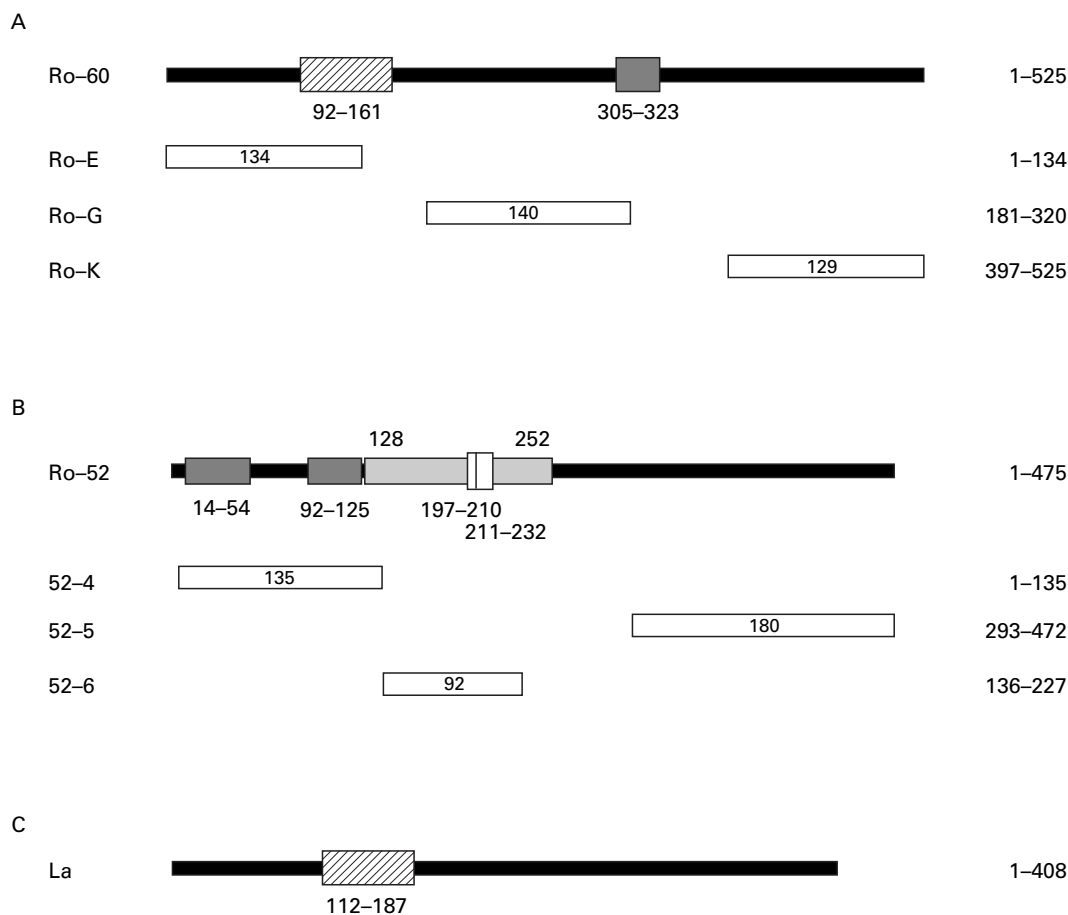 A
Ro–60 1–525
92–161 305–323
Ro–E 134 1–134
Ro–G 140 181–320
Ro–K 129 397–525
B
128 252
Ro–52 1–475
14–54 92–125 197–210
211–232
52–4 135 1–135
52–5 180 293–472
52–6 92 136–227
C
La 1–408
112–187